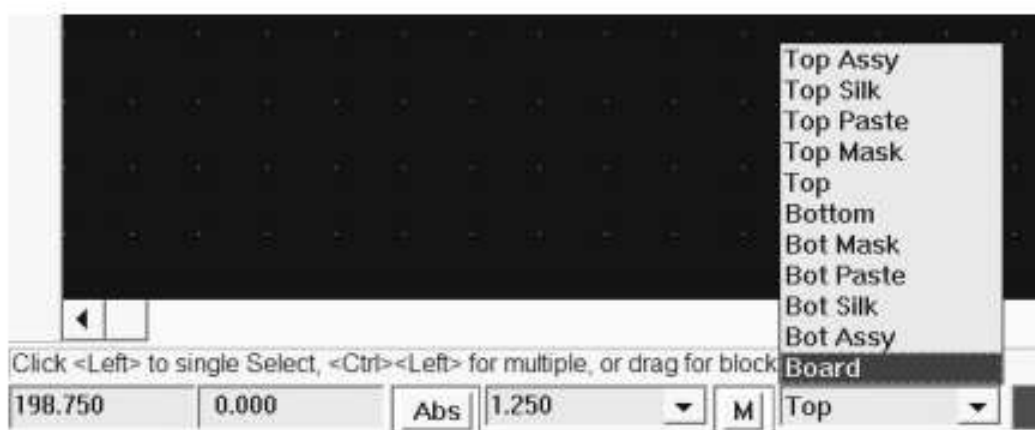 Top Assy
Top Silk
Top Paste
Top Mask
Top
Bottom
Bot Mask
Bot Paste
Bot Silk
Bot Assy
Board
Click <Left> to single Select, <Ctrl><Left> for multiple, or drag for block
198.750 0.000 Abs 1.250 M Top